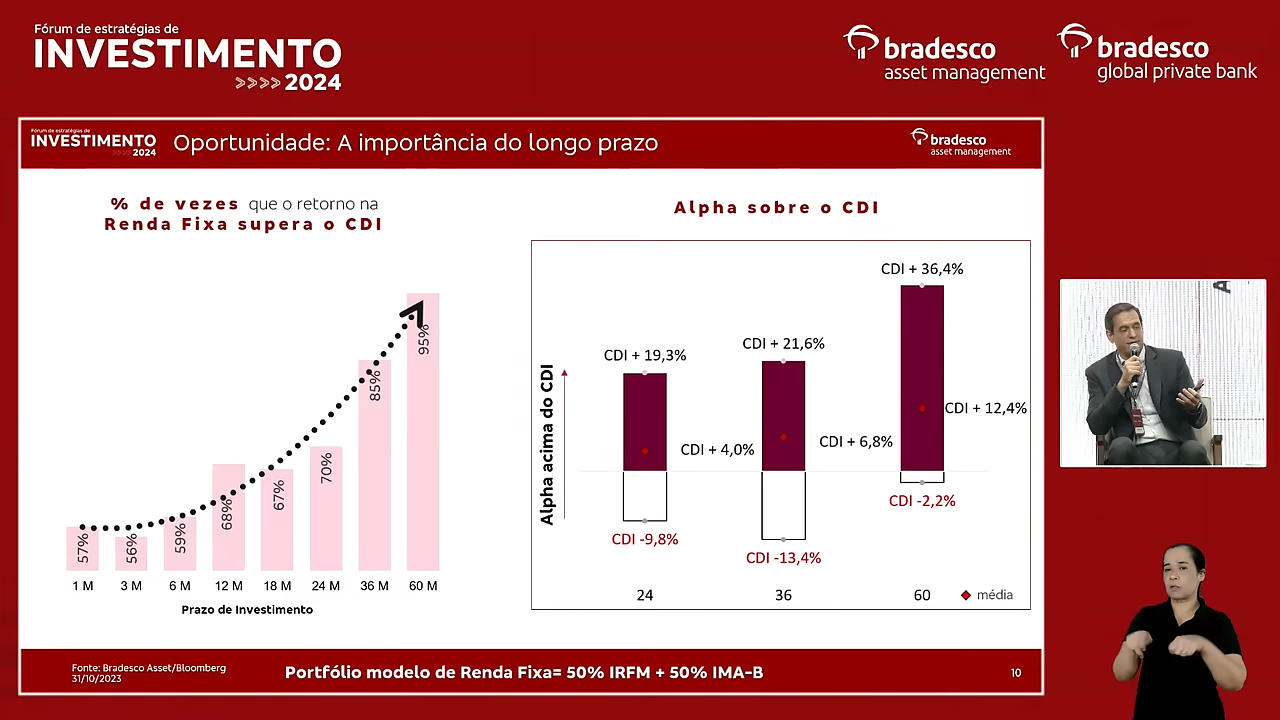 Fórum de estratégias de
INVESTIMENTO
>>>> 2024
bradesco
asset management
bradesco
global private bank
Fórum de estratégias de
INVESTIMENTO
>>>> 2024
Oportunidade: A importância do longo prazo
bradesco
asset management
% de vezes que o retorno na
Renda Fixa supera o CDI
57%
56%
59%
68%
67%
70%
85%
95%
1 M
3 M
6 M
12 M
18 M
24 M
36 M
60 M
Prazo de Investimento
Alpha sobre o CDI
Alpha acima do CDI
CDI + 19,3%
CDI + 21,6%
CDI + 36,4%
CDI + 4,0%
CDI + 6,8%
CDI + 12,4%
CDI -9,8%
CDI -13,4%
CDI -2,2%
24
36
60
média
Fonte: Bradesco Asset/Bloomberg
31/10/2023
Portfólio modelo de Renda Fixa= 50% IRFM + 50% IMA-B
10